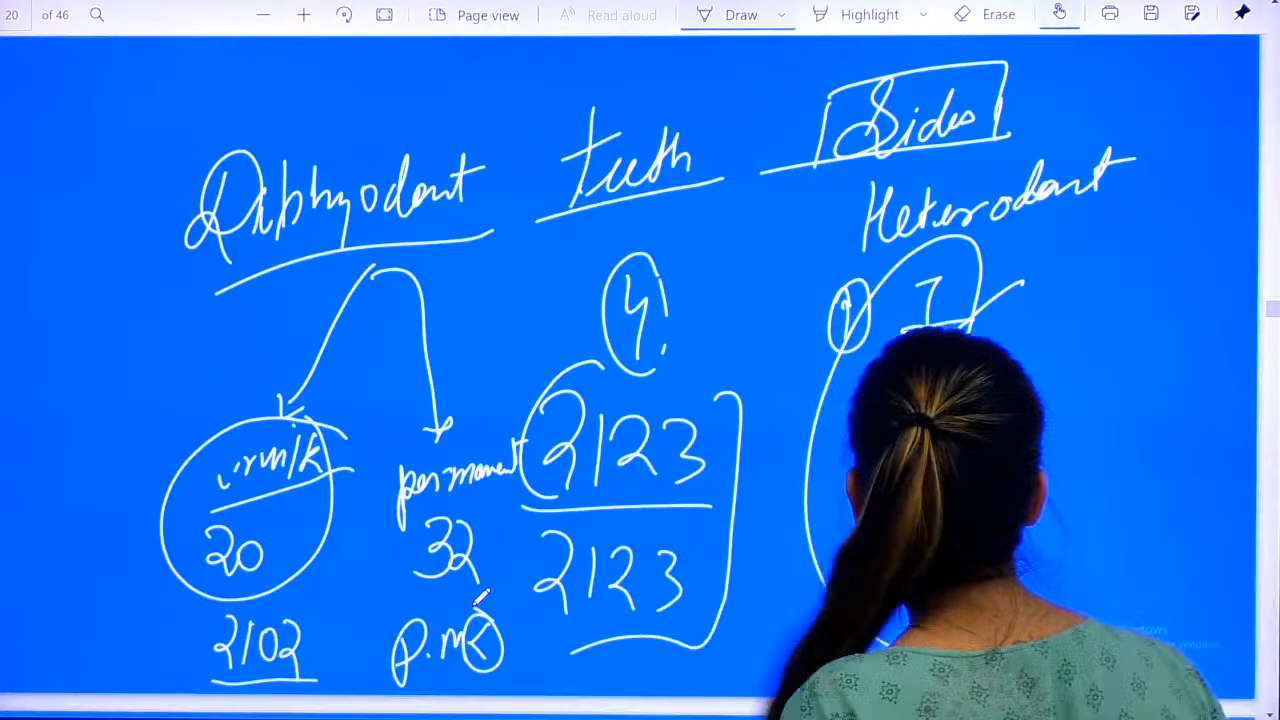 20 of 46 Page view Read aloud Draw Highlight Erase
Sides
Diphyodont teeth
Heterodont
4!
I
milk permanent 2123
20 32 2123
2102 P.M